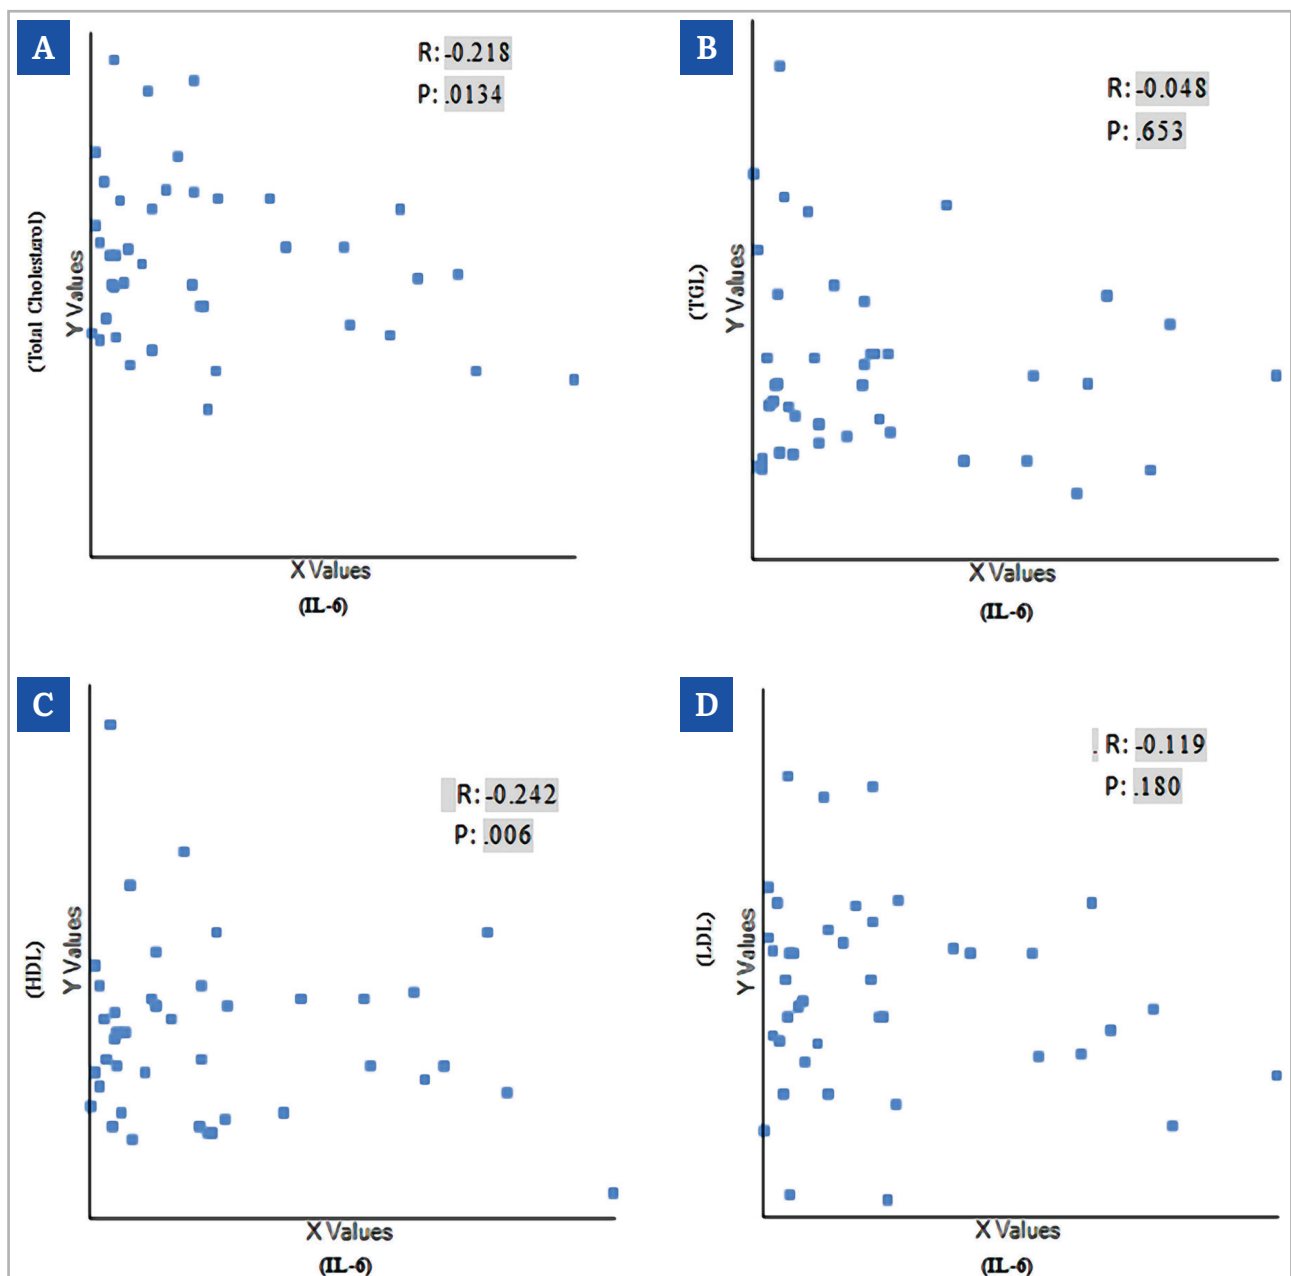 A
R: -0.218
P: .0134
(Total Cholesterol)
Y Values
X Values
(IL-6)
B
R: -0.048
P: .653
(TGL)
Y Values
X Values
(IL-6)
C
R: -0.242
P: .006
(HDL)
Y Values
X Values
(IL-6)
D
. R: -0.119
P: .180
(LDL)
Y Values
X Values
(IL-6)